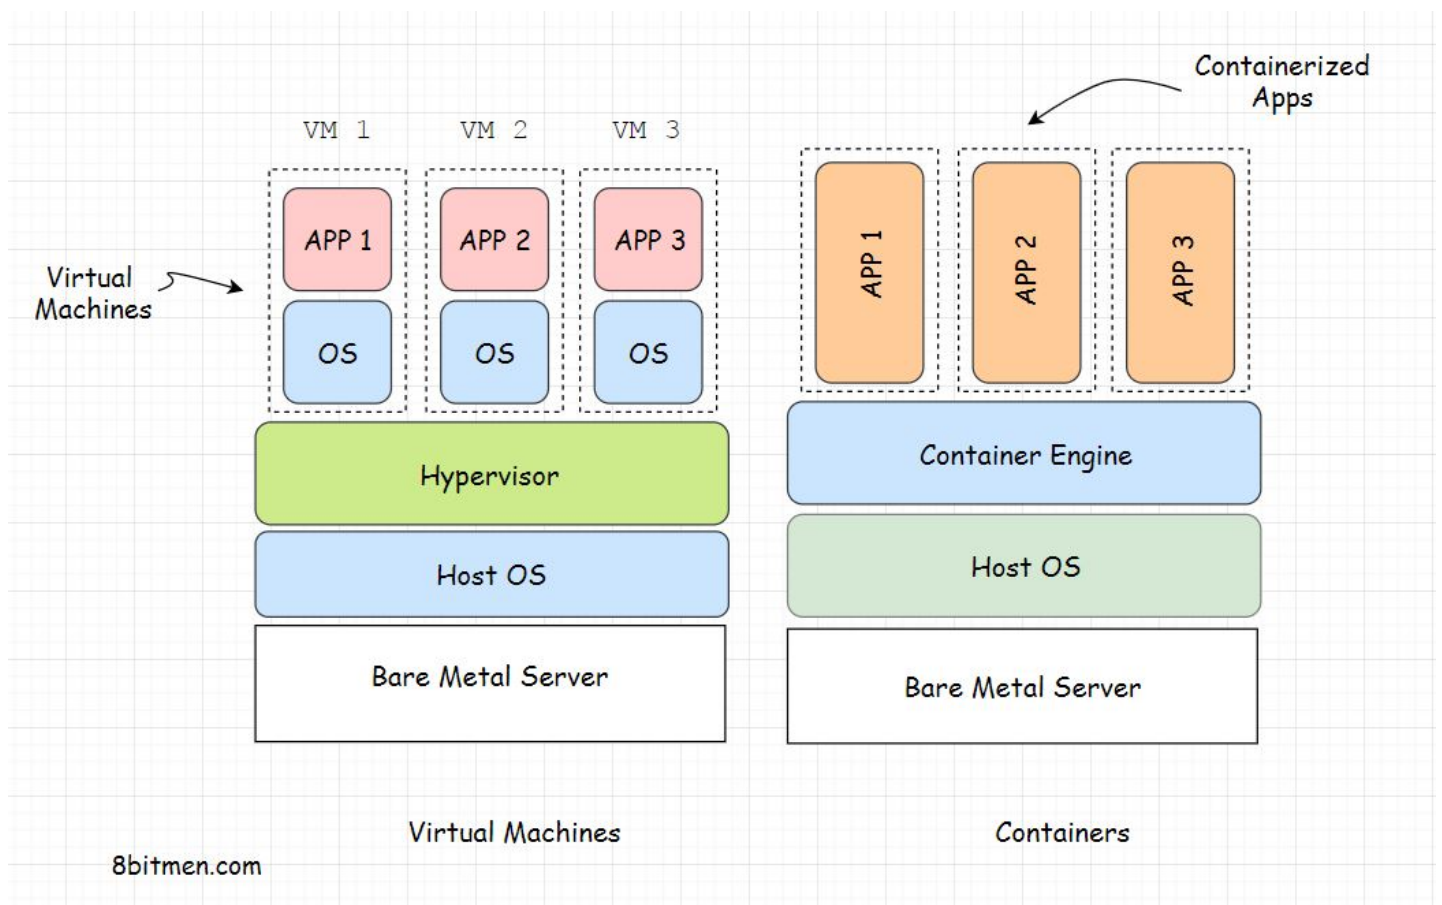 Containerized
Apps
VM 1
VM 2
VM 3
Virtual
Machines
APP 1
APP 2
APP 3
OS
OS
OS
Hypervisor
Host OS
Bare Metal Server
Virtual Machines
APP 1
APP 2
APP 3
Container Engine
Host OS
Bare Metal Server
Containers
8bitmen.com